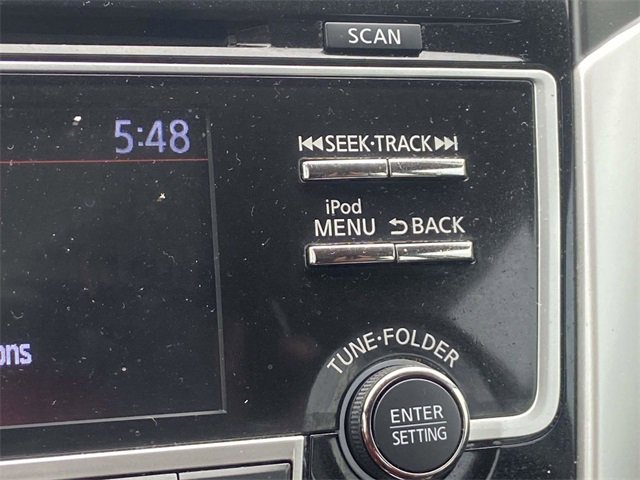 SCAN
5:48
SEEK·TRACK
iPod
MENU
BACK
TUNE·FOLDER
ENTER
SETTING